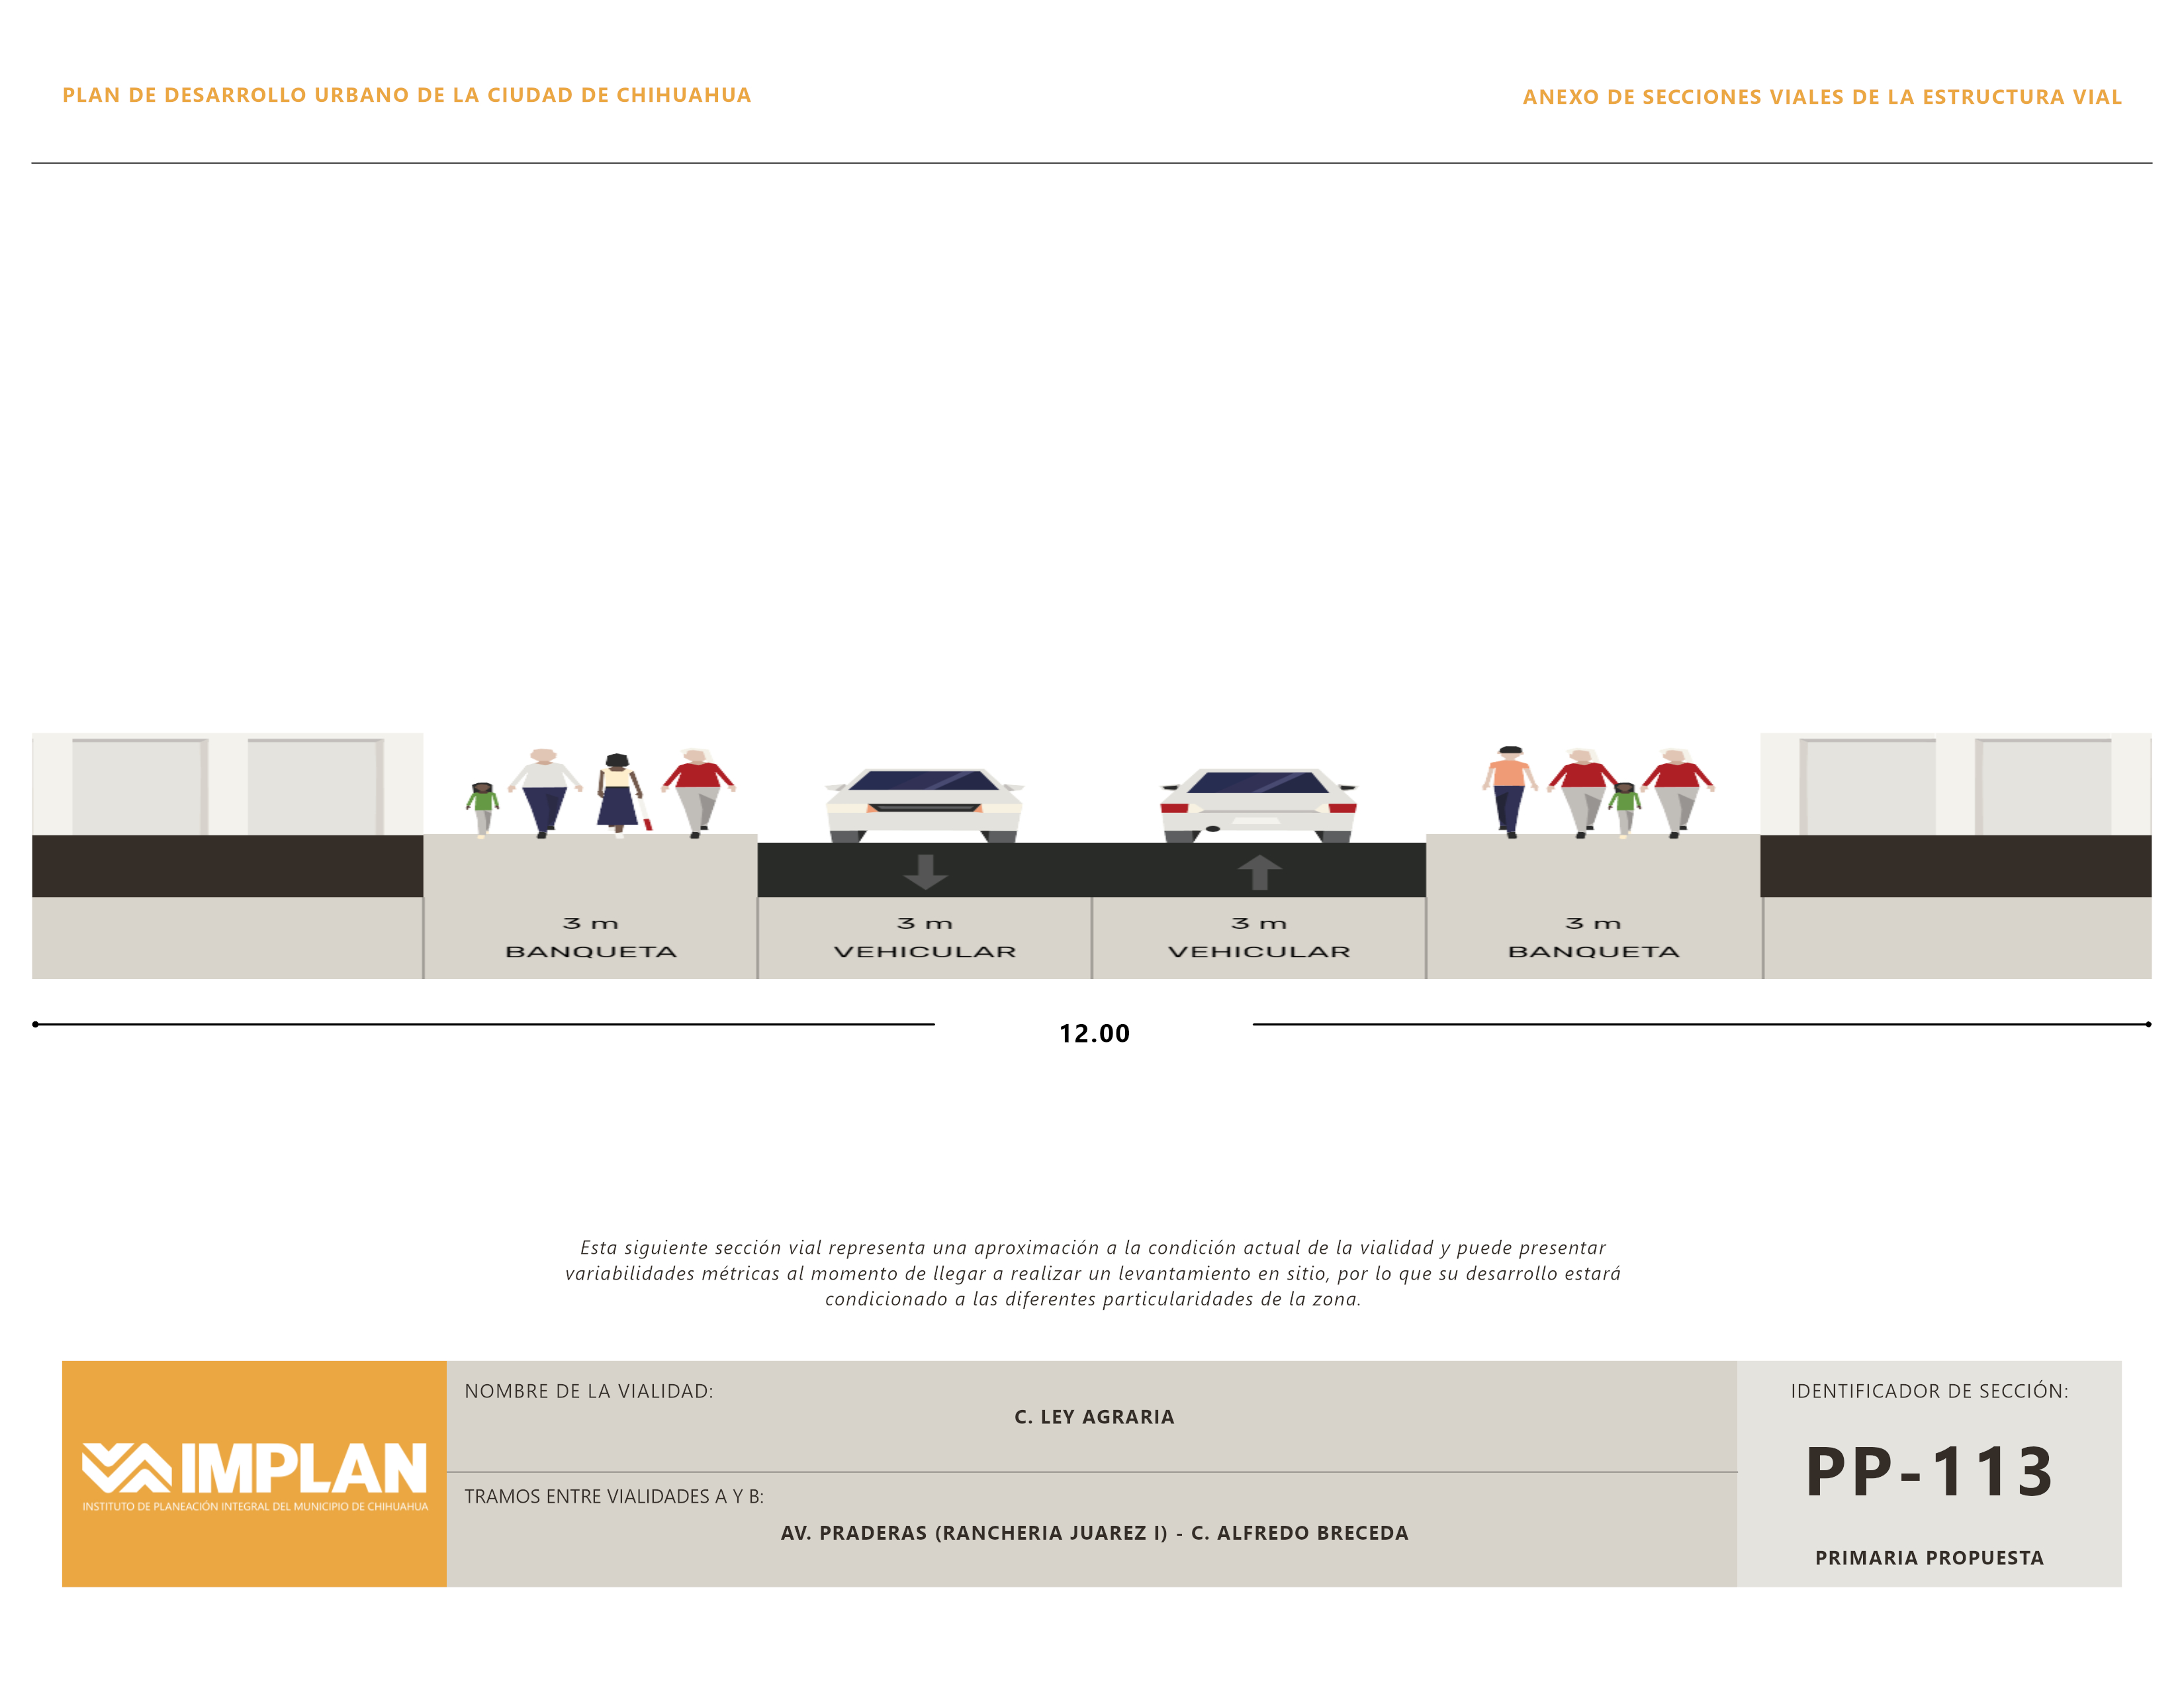 PLAN DE DESARROLLO URBANO DE LA CIUDAD DE CHIHUAHUA
ANEXO DE SECCIONES VIALES DE LA ESTRUCTURA VIAL
3 m
BANQUETA
3 m
VEHICULAR
3 m
VEHICULAR
3 m
BANQUETA
12.00
Esta siguiente sección vial representa una aproximación a la condición actual de la vialidad y puede presentar
variabilidades métricas al momento de llegar a realizar un levantamiento en sitio, por lo que su desarrollo estará
condicionado a las diferentes particularidades de la zona.
IMPLAN
INSTITUTO DE PLANEACIÓN INTEGRAL DEL MUNICIPIO DE CHIHUAHUA
NOMBRE DE LA VIALIDAD:
C. LEY AGRARIA
TRAMOS ENTRE VIALIDADES A Y B:
AV. PRADERAS (RANCHERIA JUAREZ I) - C. ALFREDO BRECEDA
IDENTIFICADOR DE SECCIÓN:
PP-113
PRIMARIA PROPUESTA